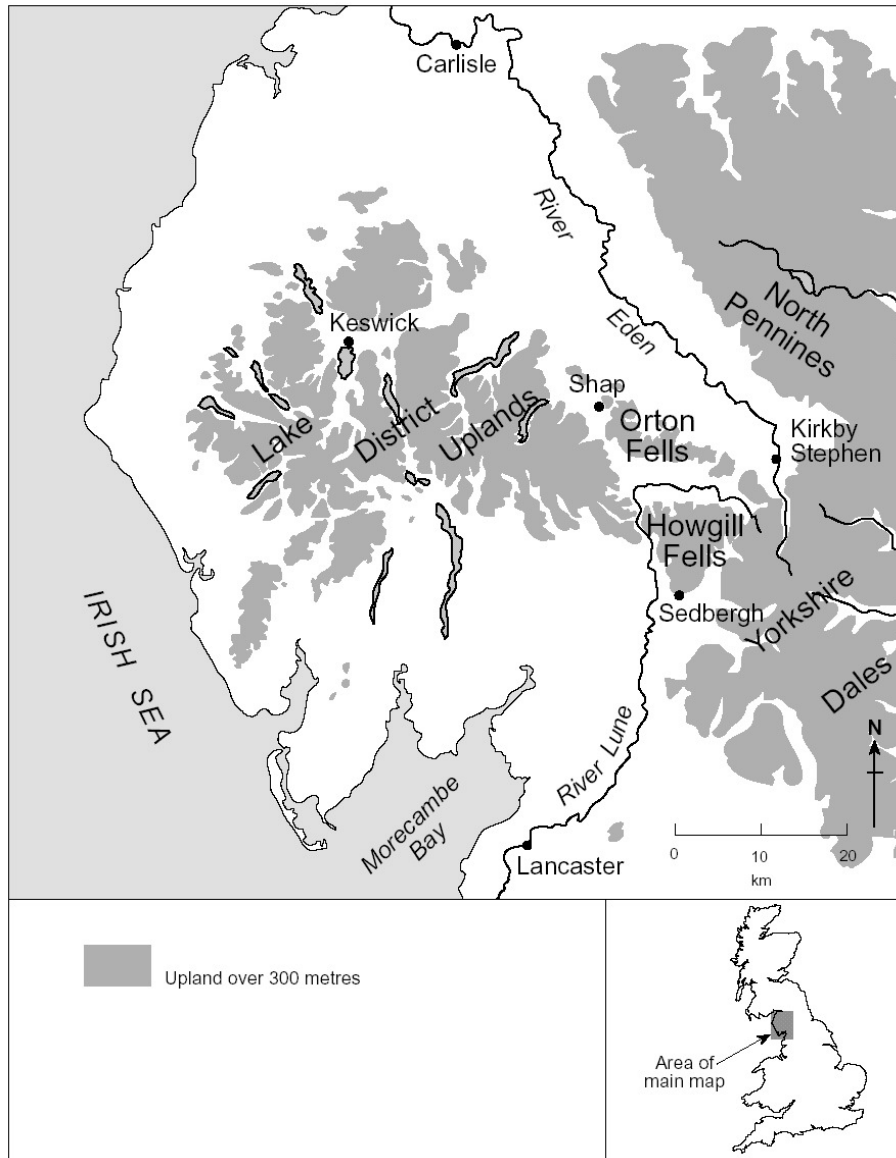 Carlisle
River
Eden
North
Pennines
Keswick
Lake
District
Uplands
Shap
Orton
Fells
Kirkby
Stephen
Howgill
Fells
Sedbergh
Yorkshire
Dales
IRISH SEA
River Lune
Morecambe
Bay
Lancaster
N
0 10 20
km
Upland over 300 metres
Area of
main map